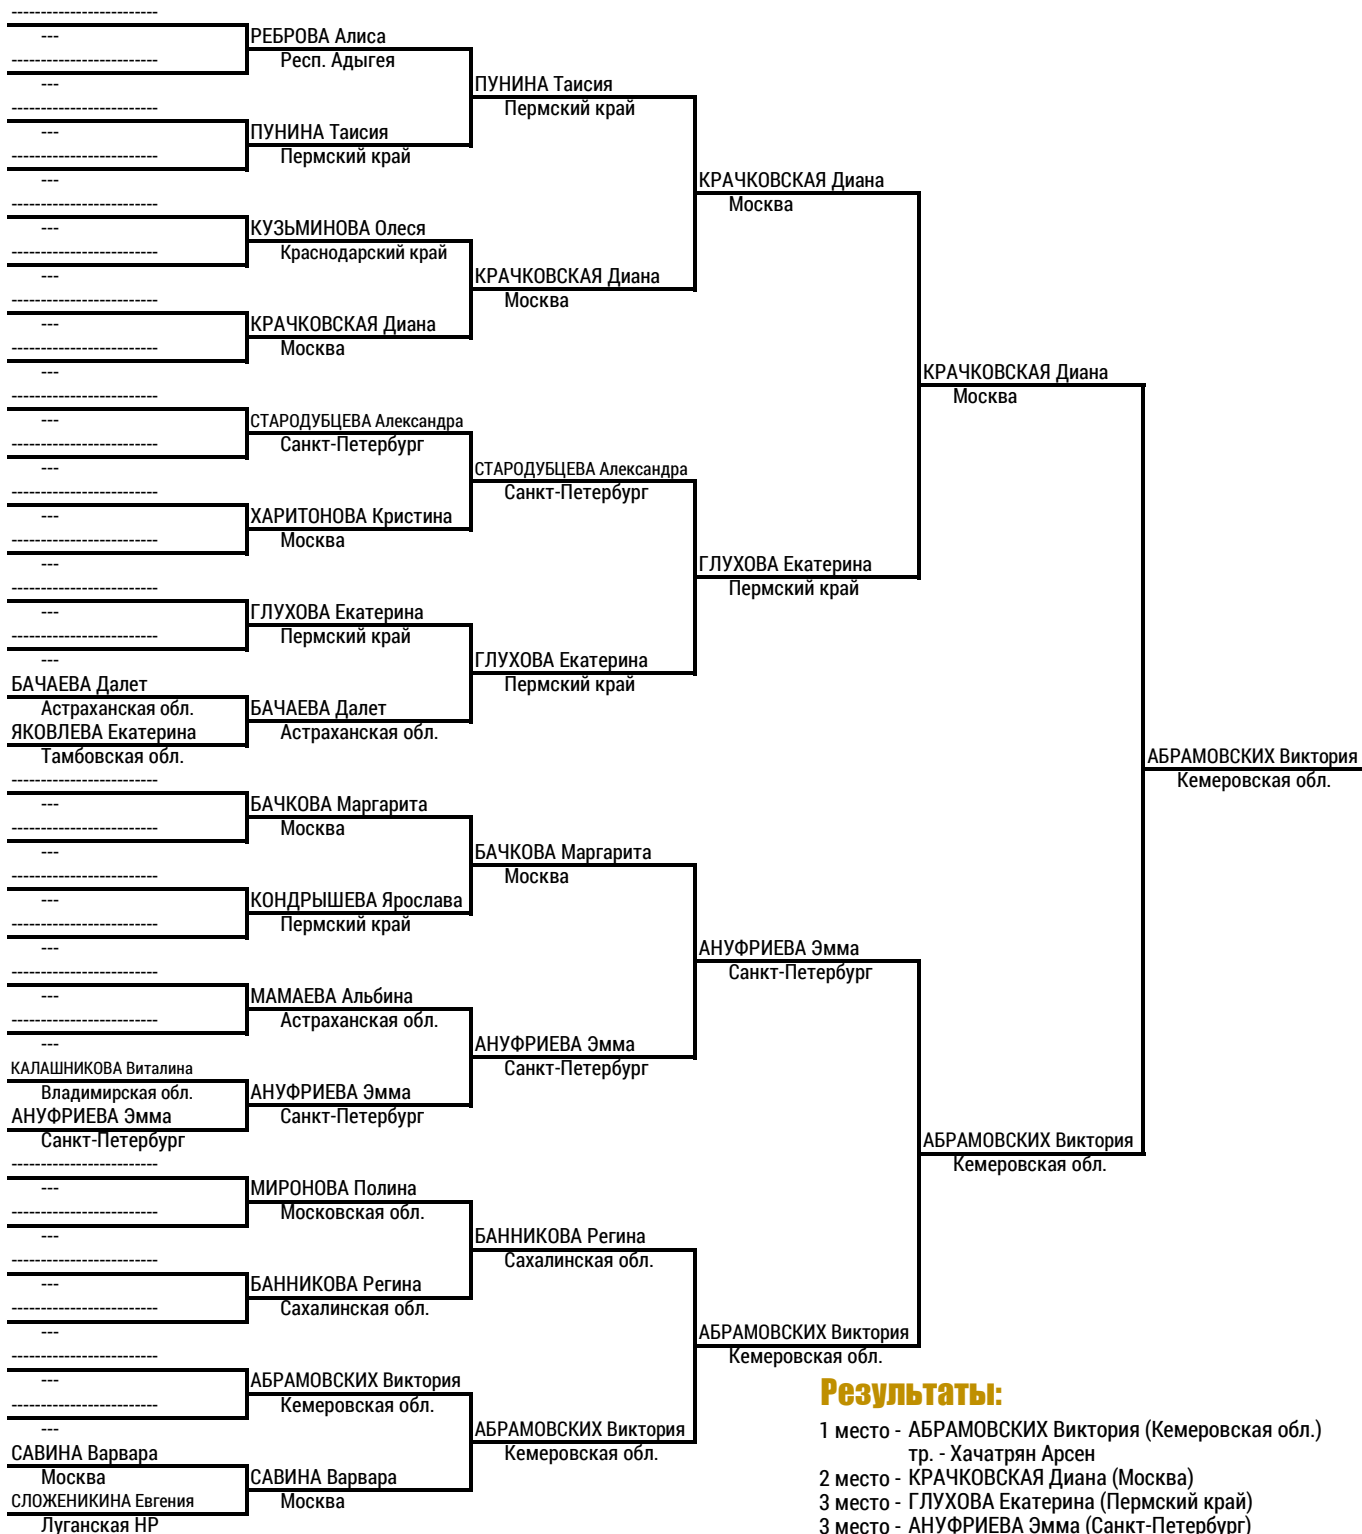 -------------------------
---
-------------------------
---
-------------------------
---
-------------------------
---
-------------------------
---
-------------------------
---
-------------------------
---
-------------------------
---
-------------------------
---
-------------------------
---
-------------------------
---
-------------------------
---
-------------------------
---
-------------------------
---
БАЧАЕВА Далет
Астраханская обл.
ЯКОВЛЕВА Екатерина
Тамбовская обл.
-------------------------
---
-------------------------
---
-------------------------
---
-------------------------
---
-------------------------
---
-------------------------
---
КАЛАШНИКОВА Виталина
Владимирская обл.
АНУФРИЕВА Эмма
Санкт-Петербург
-------------------------
---
-------------------------
---
-------------------------
---
-------------------------
---
-------------------------
---
-------------------------
---
САВИНА Варвара
Москва
СЛОЖЕНИКИНА Евгения
Луганская НР
РЕБРОВА Алиса
Респ. Адыгея
ПУНИНА Таисия
Пермский край
КУЗЬМИНОВА Олеся
Краснодарский край
КРАЧКОВСКАЯ Диана
Москва
СТАРОДУБЦЕВА Александра
Санкт-Петербург
ХАРИТОНОВА Кристина
Москва
ГЛУХОВА Екатерина
Пермский край
БАЧАЕВА Далет
Астраханская обл.
БАЧКОВА Маргарита
Москва
КОНДРЫШЕВА Ярослава
Пермский край
МАМАЕВА Альбина
Астраханская обл.
АНУФРИЕВА Эмма
Санкт-Петербург
МИРОНОВА Полина
Московская обл.
БАННИКОВА Регина
Сахалинская обл.
АБРАМОВСКИХ Виктория
Кемеровская обл.
САВИНА Варвара
Москва
ПУНИНА Таисия
Пермский край
КРАЧКОВСКАЯ Диана
Москва
СТАРОДУБЦЕВА Александра
Санкт-Петербург
ГЛУХОВА Екатерина
Пермский край
БАЧКОВА Маргарита
Москва
АНУФРИЕВА Эмма
Санкт-Петербург
БАННИКОВА Регина
Сахалинская обл.
АБРАМОВСКИХ Виктория
Кемеровская обл.
КРАЧКОВСКАЯ Диана
Москва
ГЛУХОВА Екатерина
Пермский край
АНУФРИЕВА Эмма
Санкт-Петербург
АБРАМОВСКИХ Виктория
Кемеровская обл.
КРАЧКОВСКАЯ Диана
Москва
АБРАМОВСКИХ Виктория
Кемеровская обл.
АБРАМОВСКИХ Виктория
Кемеровская обл.
Результаты:
1 место - АБРАМОВСКИХ Виктория (Кемеровская обл.)
тр. - Хачатрян Арсен
2 место - КРАЧКОВСКАЯ Диана (Москва)
3 место - ГЛУХОВА Екатерина (Пермский край)
3 место - АНУФРИЕВА Эмма (Санкт-Петербург)